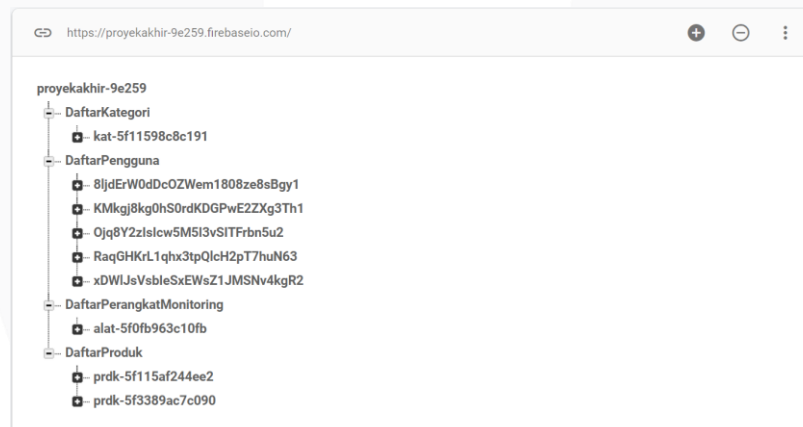 https://proyekakhir-9e259.firebaseio.com/
proyekakhir-9e259
DaftarKategori
kat-5f11598c8c191
DaftarPengguna
8ljdErW0dDcOZWem1808ze8sBgy1
KMkgj8kg0hS0rdKDGPwE2ZXg3Th1
Ojq8Y2zlslcw5M5I3vSITFrbn5u2
RaqGHKrL1qhx3tpQlcH2pT7huN63
xDWlJsVsbleSxEWsZ1JMSNv4kgR2
DaftarPerangkatMonitoring
alat-5f0fb963c10fb
DaftarProduk
prdk-5f115af244ee2
prdk-5f3389ac7c090